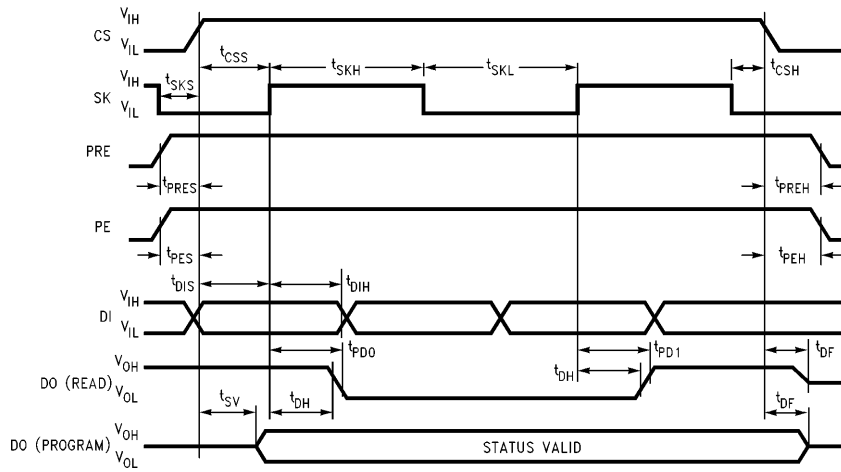 V_IH
CS
V_IL
t_CSS
t_SKH
t_SKL
t_CSH
V_IH
t_SKS
SK
V_IL
PRE
t_PRES
t_PREH
PE
t_PES
t_PEH
t_DIS
t_DIH
V_IH
DI
V_IL
t_PD0
t_PD1
t_DF
V_OH
DO (READ)
V_OL
t_SV
t_DH
t_DH
t_DF
V_OH
DO (PROGRAM)
STATUS VALID
V_OL